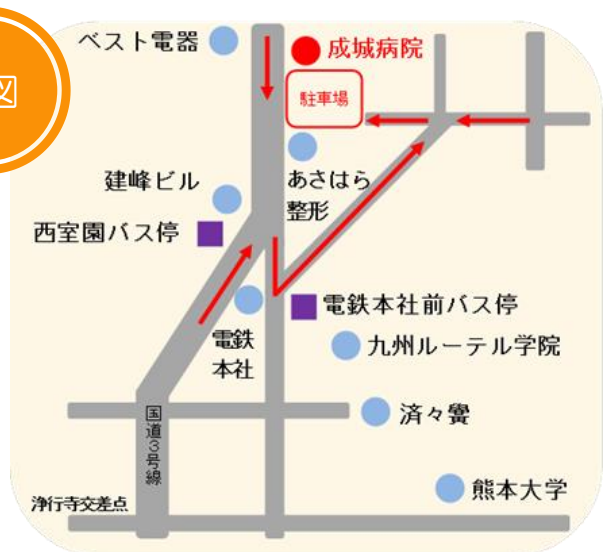 図
ベスト電器
成城病院
駐車場
建峰ビル
あさはら
整形
西室園バス停
電鉄本社前バス停
電鉄
本社
九州ルーテル学院
済々黌
国道3号線
熊本大学
浄行寺交差点